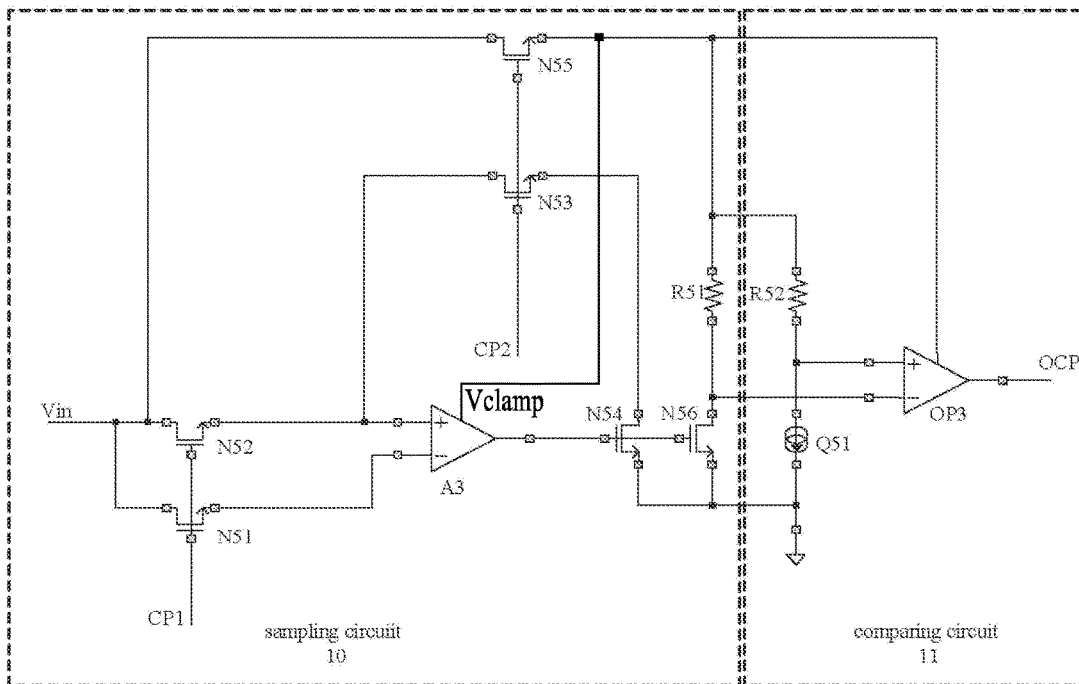 N55
N53
R51
R52
CP2
OCP
Vin
Vclamp
N54
N56
OP3
N52
A3
Q51
N51
CP1
sampling circuiit
10
comparing circuit
11